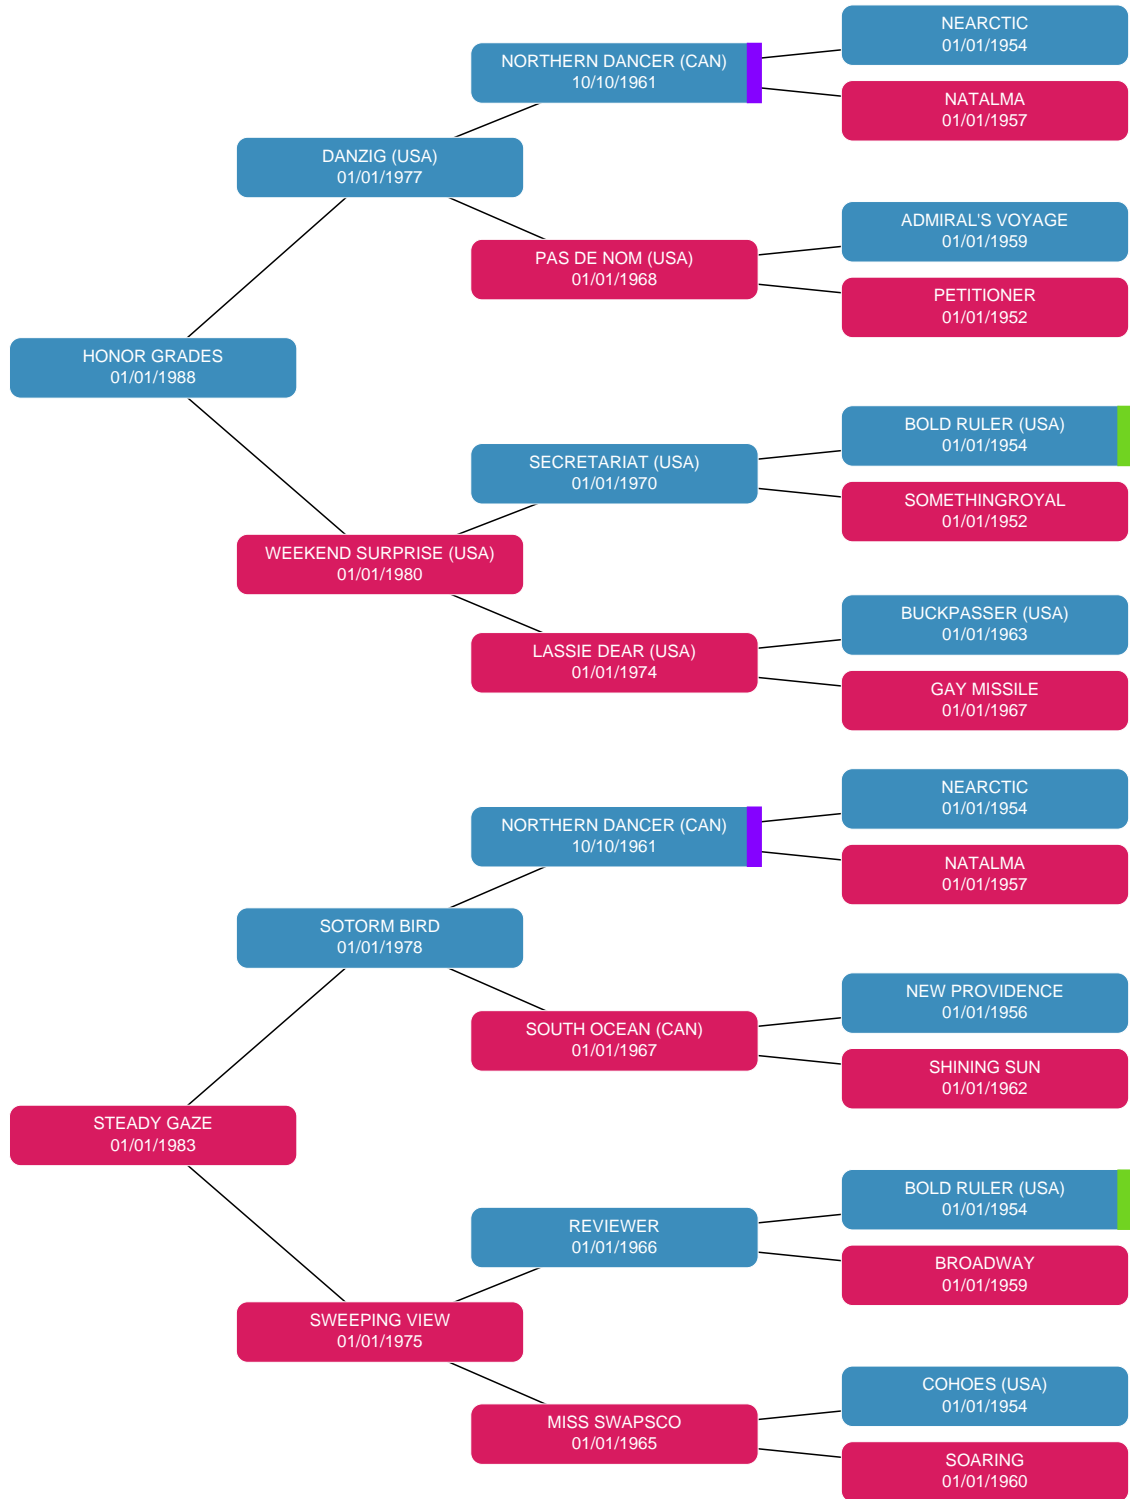 NEARCTIC
01/01/1954
NORTHERN DANCER (CAN)
10/10/1961
NATALMA
01/01/1957
DANZIG (USA)
01/01/1977
ADMIRAL'S VOYAGE
01/01/1959
PAS DE NOM (USA)
01/01/1968
PETITIONER
01/01/1952
HONOR GRADES
01/01/1988
BOLD RULER (USA)
01/01/1954
SECRETARIAT (USA)
01/01/1970
SOMETHINGROYAL
01/01/1952
WEEKEND SURPRISE (USA)
01/01/1980
BUCKPASSER (USA)
01/01/1963
LASSIE DEAR (USA)
01/01/1974
GAY MISSILE
01/01/1967
NEARCTIC
01/01/1954
NORTHERN DANCER (CAN)
10/10/1961
NATALMA
01/01/1957
SOTORM BIRD
01/01/1978
NEW PROVIDENCE
01/01/1956
SOUTH OCEAN (CAN)
01/01/1967
SHINING SUN
01/01/1962
STEADY GAZE
01/01/1983
BOLD RULER (USA)
01/01/1954
REVIEWER
01/01/1966
BROADWAY
01/01/1959
SWEEPING VIEW
01/01/1975
COHOES (USA)
01/01/1954
MISS SWAPSCO
01/01/1965
SOARING
01/01/1960